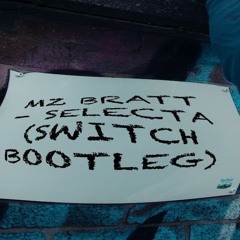 MZ BRATT
- SELECTA
(SWITCH
BOOTLEG)